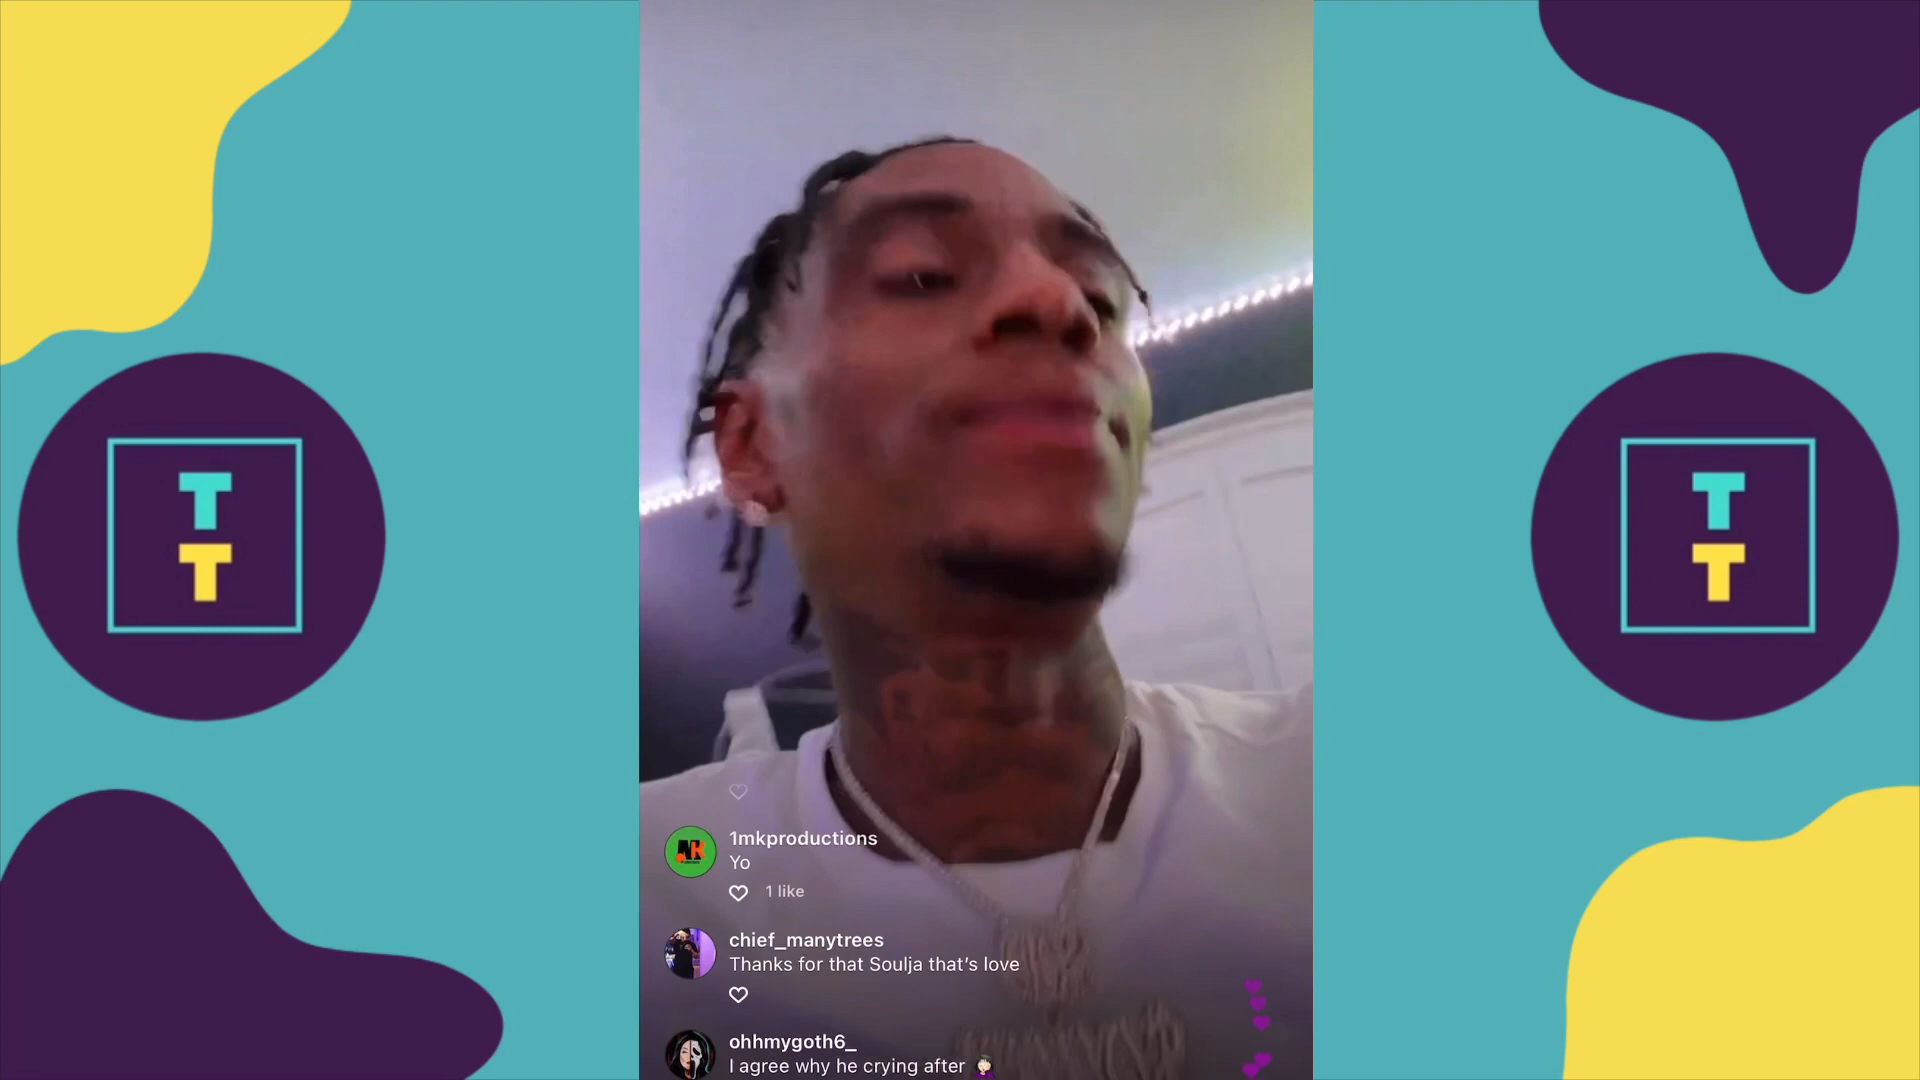 T
T
1mkproductions
Yo
1 like
chief_manytrees
Thanks for that Soulja that’s love
ohhmygoth6_
I agree why he crying after
T
T